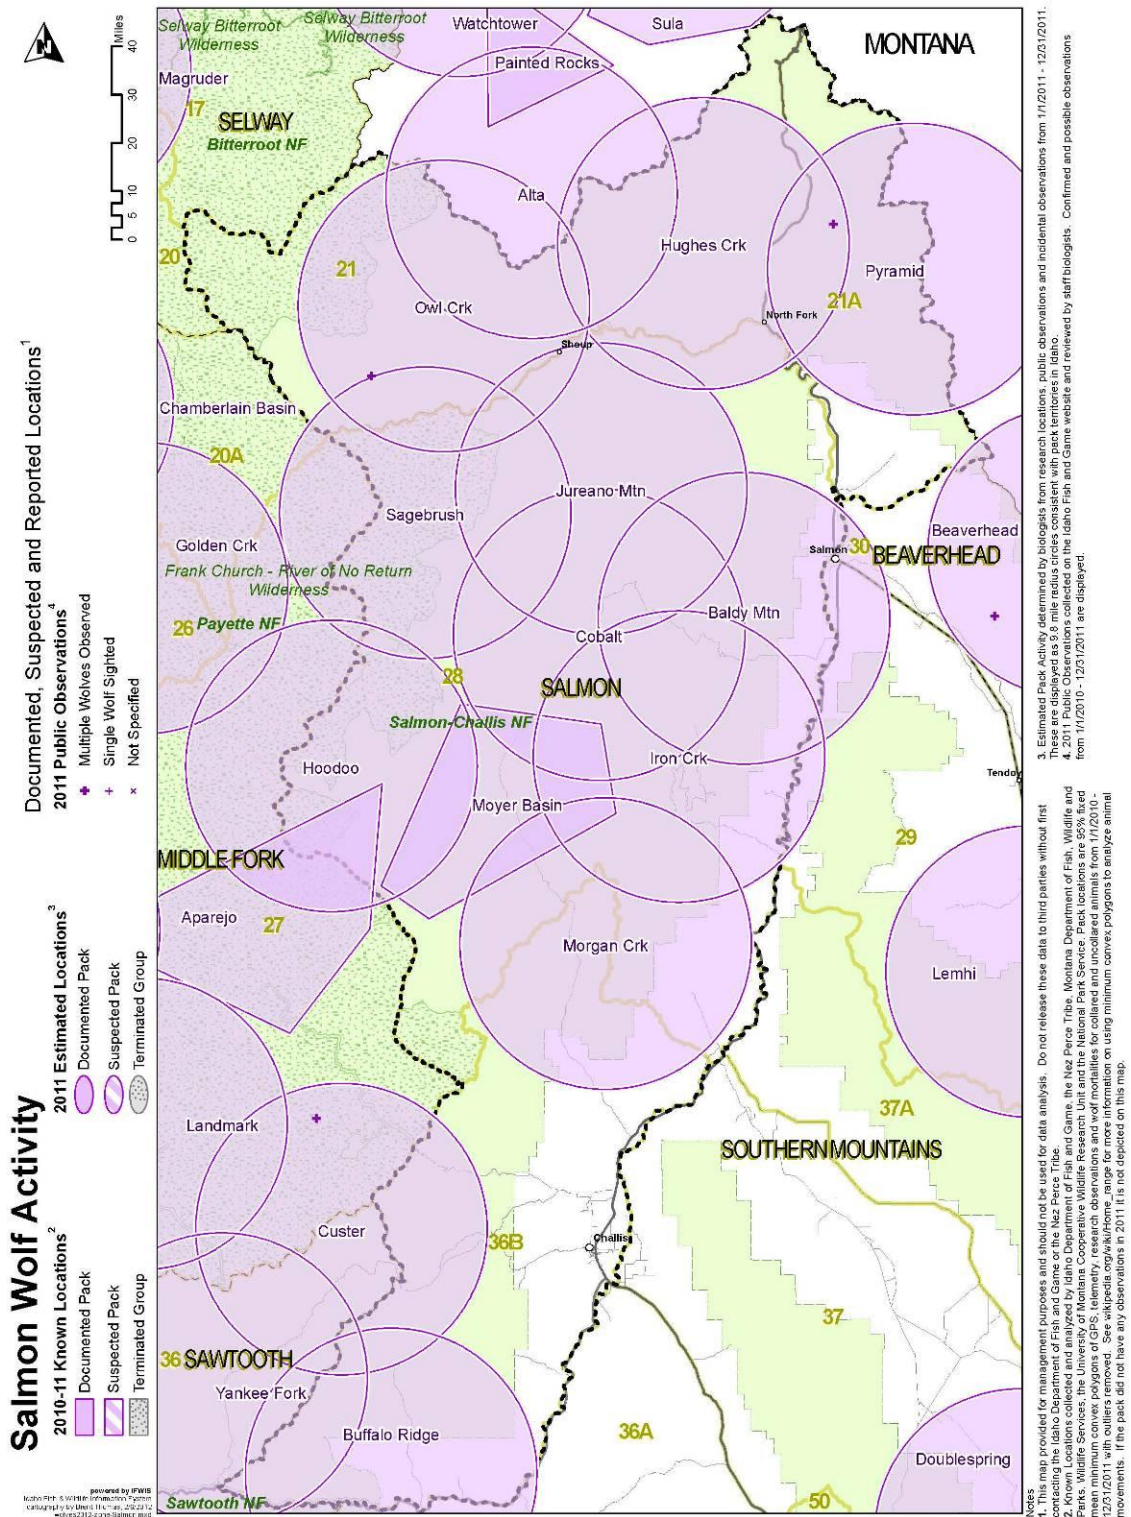 Salmon Wolf Activity
2010-11 Known Locations2
Documented Pack
Suspected Pack
Terminated Group
2011 Estimated Locations3
Documented Pack
Suspected Pack
Terminated Group
Documented, Suspected and Reported Locations1
2011 Public Observations4
Multiple Wolves Observed
Single Wolf Sighted
Not Specified
0 5 10 20 30 40
Miles
powered by IFWIS
Idaho Fish & Wildlife Information System
cartography by Brent Thomas, 2/9/2012
Selway Bitterroot
Wilderness
Selway Bitterroot
Wilderness
Watchtower
Sula
MONTANA
Magruder
17
SELWAY
Bitterroot NF
Painted Rocks
Alta
20
21
Hughes Crk
Pyramid
21A
Owl Crk
North Fork
Shoup
Chamberlain Basin
20A
Jureano Mtn
Sagebrush
Golden Crk
Frank Church - River of No Return
Wilderness
Salmon
30
BEAVERHEAD
Beaverhead
26
Payette NF
Baldy Mtn
Cobalt
28
SALMON
Salmon-Challis NF
Hoodoo
Iron Crk
Tendoy
Moyer Basin
MIDDLE FORK
29
Aparejo
27
Morgan Crk
Lemhi
Landmark
37A
SOUTHERN MOUNTAINS
Custer
36B
Challis
37
36
SAWTOOTH
Yankee Fork
Buffalo Ridge
36A
Doublespring
Sawtooth NF
50
Notes
1. This map provided for management purposes and should not be used for data analysis. Do not release these data to third parties without first
contacting the Idaho Department of Fish and Game or the Nez Perce Tribe.
2. Known Locations collected and analyzed by Idaho Department of Fish and Game, the Nez Perce Tribe, Montana Department of Fish, Wildlife and
Parks, Wildlife Services, the University of Montana Cooperative Wildlife Research Unit and the National Park Service. Pack locations are 95% fixed
mean minimum convex polygons of GPS, telemetry, research observations and wolf mortalities for collared and uncollared animals from 1/1/2010 -
12/31/2011 with outliers removed. See wikipedia.org/wiki/Home_range for more information on using minimum convex polygons to analyze animal
movements. If the pack did not have any observations in 2011 it is not depicted on this map.
3. Estimated Pack Activity determined by biologists from research locations, public observations and incidental observations from 1/1/2011 - 12/31/2011.
These are displayed as 9.8 mile radius circles consistent with pack territories in Idaho.
4. 2011 Public Observations collected on the Idaho Fish and Game website and reviewed by staff biologists. Confirmed and possible observations
from 1/1/2010 - 12/31/2011 are displayed.